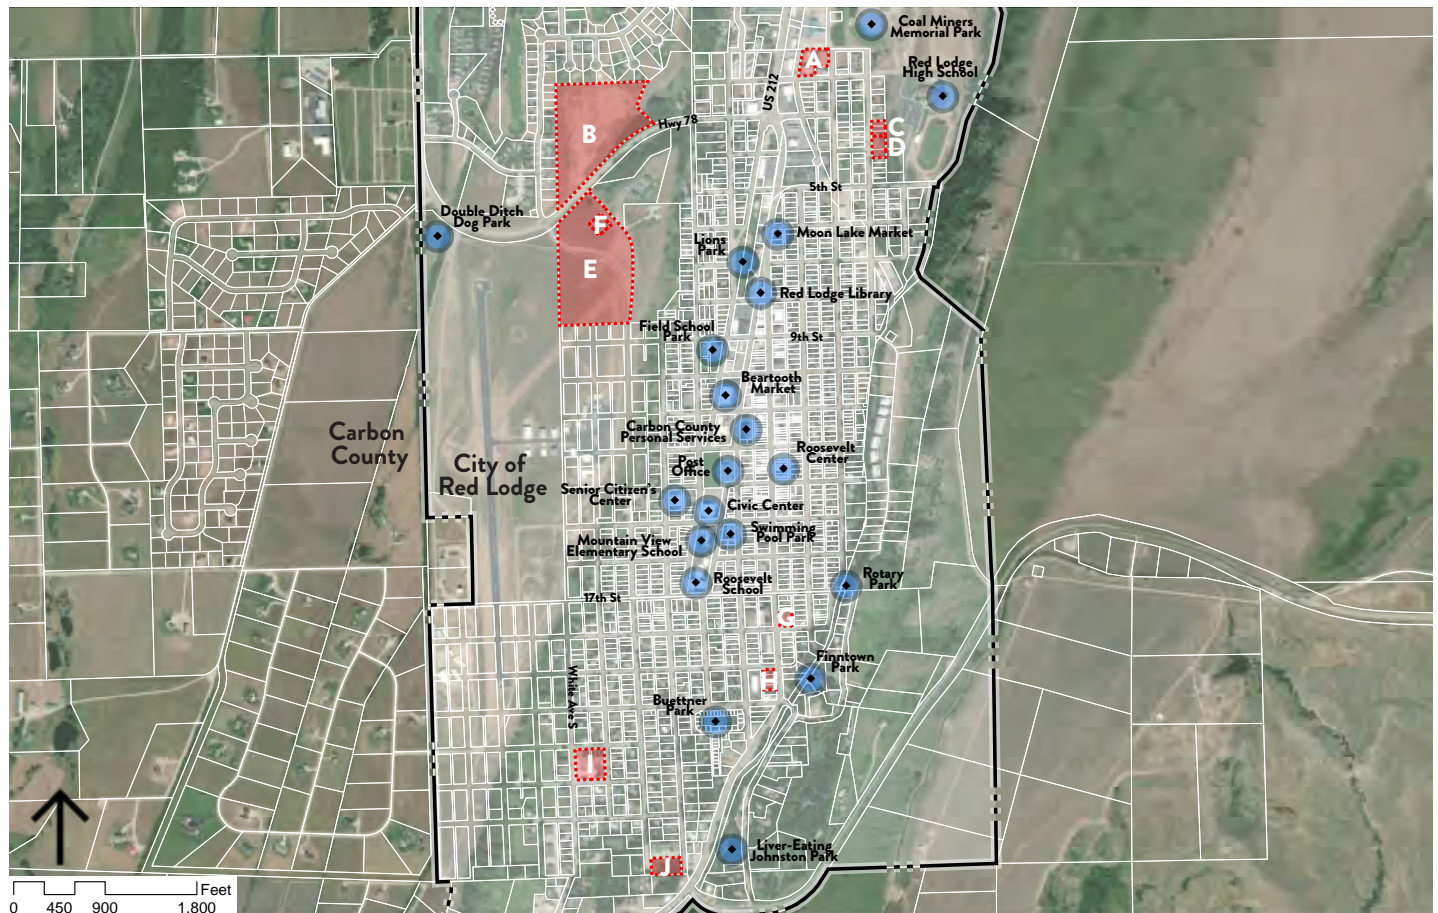 Coal Miners
Memorial Park
A
Red Lodge
High School
US 212
B
Hwy 78
C
D
5th St
Double Ditch
Dog Park
F
Moon Lake Market
Lions
Park
E
Red Lodge Library
Field School
Park
9th St
Beartooth
Market
Carbon County
Personal Services
Carbon
County
City of
Red Lodge
Post
Office
Roosevelt
Center
Senior Citizen's
Center
Civic Center
Swimming
Pool Park
Mountain View
Elementary School
Roosevelt
School
Rotary
Park
17th St
G
Finntown
Park
H
White Ave S
Buettner
Park
I
Liver-Eating
Johnston Park
J
Feet
0 450 900 1,800